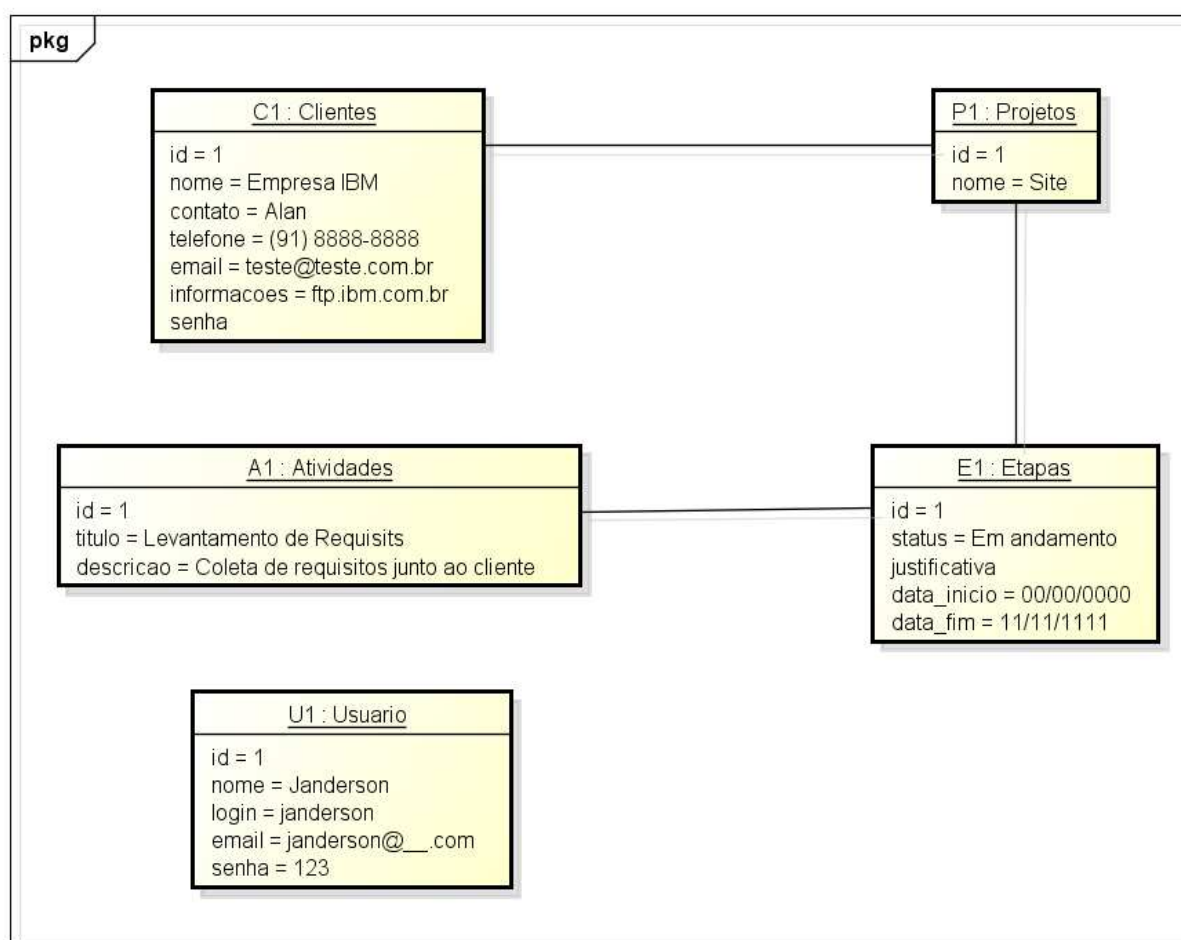 pkg
C1 : Clientes
id = 1
nome = Empresa IBM
contato = Alan
telefone = (91) 8888-8888
email = teste@teste.com.br
informacoes = ftp.ibm.com.br
senha
P1 : Projetos
id = 1
nome = Site
A1 : Atividades
id = 1
titulo = Levantamento de Requisits
descricao = Coleta de requisitos junto ao cliente
E1 : Etapas
id = 1
status = Em andamento
justificativa
data_inicio = 00/00/0000
data_fim = 11/11/1111
U1 : Usuario
id = 1
nome = Janderson
login = janderson
email = janderson@__.com
senha = 123